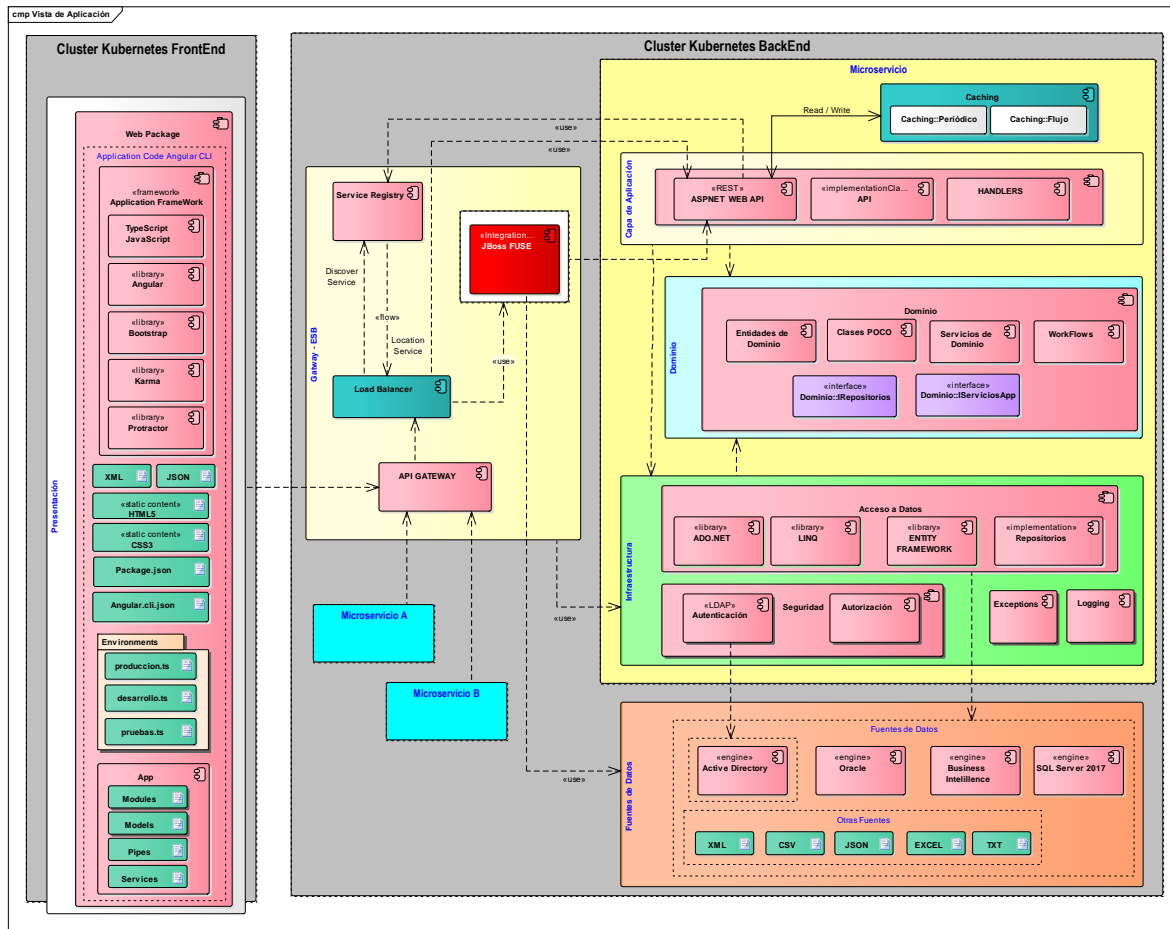 cmp Vista de Aplicación
Cluster Kubernetes FrontEnd
Presentación
Web Package
Application Code Angular CLI
«framework»
Application FrameWork
TypeScript
JavaScript
«library»
Angular
«library»
Bootstrap
«library»
Karma
«library»
Protractor
XML
JSON
«static content»
HTML5
«static content»
CSS3
Package.json
Angular.cli.json
Environments
produccion.ts
desarrollo.ts
pruebas.ts
App
Modules
Models
Pipes
Services
Cluster Kubernetes BackEnd
Gatway - ESB
Service Registry
«Integration...
JBoss FUSE
Discover
Service
«flow»
Location
Service
«use»
«use»
«use»
Load Balancer
API GATEWAY
Microservicio A
Microservicio B
«use»
«use»
Microservicio
Read / Write
Caching
Caching::Periódico
Caching::Flujo
Capa de Aplicación
«REST»
ASPNET WEB API
«implementationCla...
API
HANDLERS
Dominio
Dominio
Entidades de
Dominio
Clases POCO
Servicios de
Dominio
WorkFlows
«interface»
Dominio::IRepositorios
«interface»
Dominio::IServiciosApp
Infraestructura
Acceso a Datos
«library»
ADO.NET
«library»
LINQ
«library»
ENTITY
FRAMEWORK
«implementation»
Repositorios
Seguridad
«LDAP»
Autenticación
Autorización
Exceptions
Logging
Fuentes de Datos
Fuentes de Datos
«engine»
Active Directory
«engine»
Oracle
«engine»
Business
Intelillence
«engine»
SQL Server 2017
Otras Fuentes
XML
CSV
JSON
EXCEL
TXT